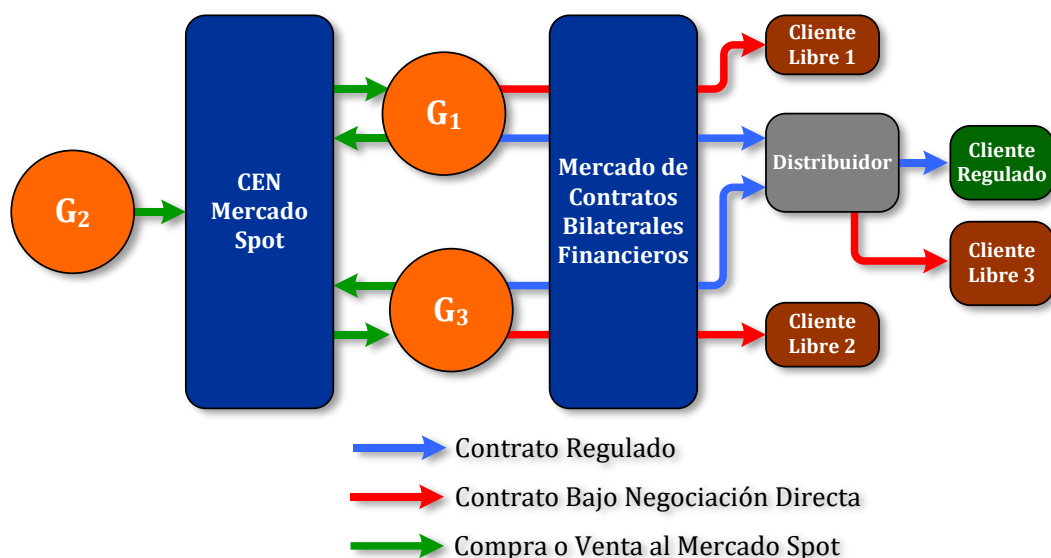 Cliente
Libre 1
G₁
CEN
Mercado
Spot
Mercado de
Contratos
Bilaterales
Financieros
Distribuidor
Cliente
Regulado
G₂
G₃
Cliente
Libre 3
Cliente
Libre 2
Contrato Regulado
Contrato Bajo Negociación Directa
Compra o Venta al Mercado Spot